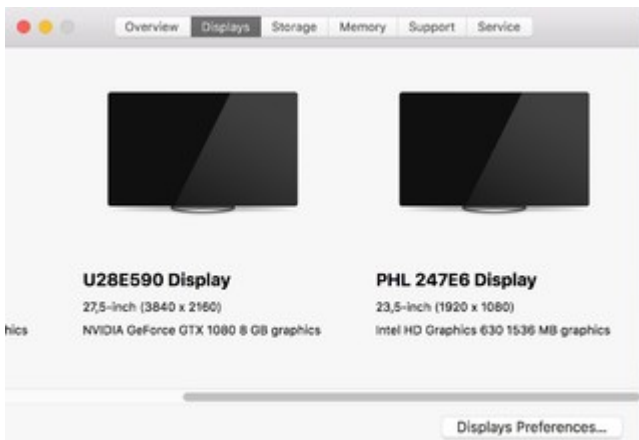 Overview Displays Storage Memory Support Service
U28E590 Display
27,5-inch (3840 x 2160)
NVIDIA GeForce GTX 1080 8 GB graphics
PHL 247E6 Display
23,5-inch (1920 x 1080)
Intel HD Graphics 630 1536 MB graphics
hics
Displays Preferences...